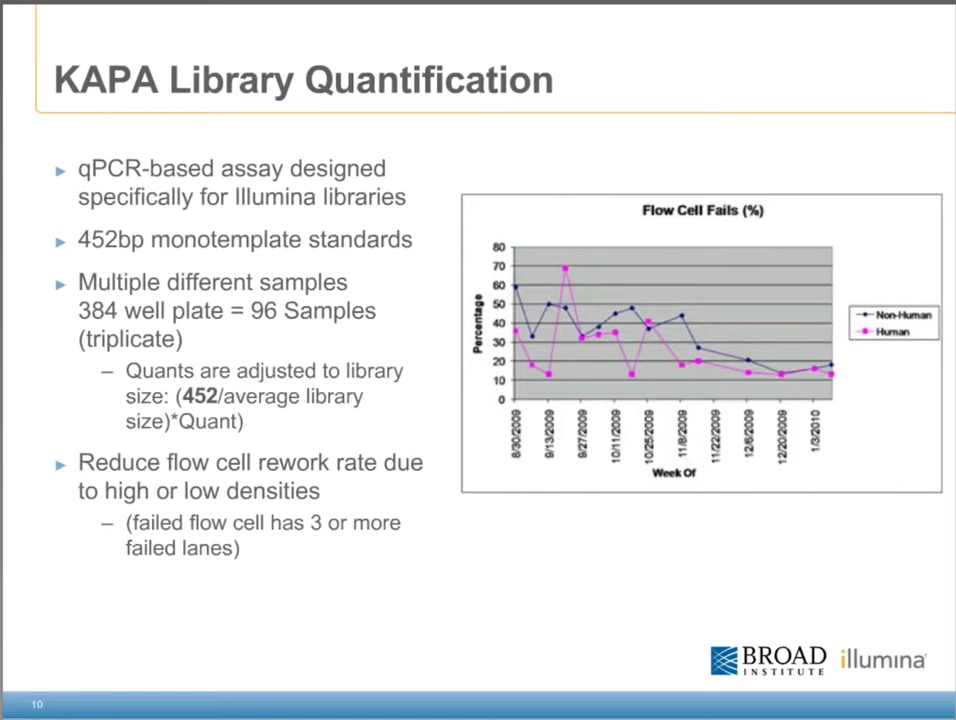 KAPA Library Quantification
► qPCR-based assay designed
specifically for Illumina libraries
► 452bp monotemplate standards
► Multiple different samples
384 well plate = 96 Samples
(triplicate)
– Quants are adjusted to library
size: (452/average library
size)*Quant)
► Reduce flow cell rework rate due
to high or low densities
– (failed flow cell has 3 or more
failed lanes)
Flow Cell Fails (%)
Percentage
80
70
60
50
40
30
20
10
0
8/30/2009
9/13/2009
9/27/2009
10/11/2009
10/25/2009
11/8/2009
11/22/2009
12/6/2009
12/20/2009
1/3/2010
Week Of
Non-Human
Human
BROAD
INSTITUTE
illumina
10